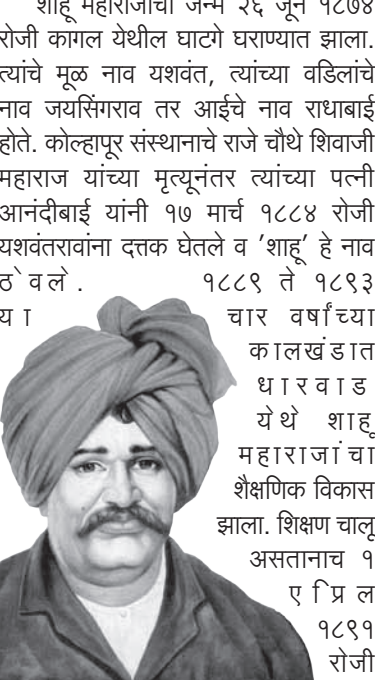 शाहू महाराजांचा जन्म २६ जून १८७४
रोजी कागल येथील घाटगे घराण्यात झाला.
त्यांचे मूळ नाव यशवंत, त्यांच्या वडिलांचे
नाव जयसिंगराव तर आईचे नाव राधाबाई
होते. कोल्हापूर संस्थानाचे राजे चौथे शिवाजी
महाराज यांच्या मृत्यूनंतर त्यांच्या पत्नी
आनंदीबाई यांनी १७ मार्च १८८४ रोजी
यशवंतरावांना दत्तक घेतले व 'शाहू' हे नाव
ठेवले. १८८९ ते १८९३
या चार वर्षांच्या
कालखंडात
धारवाड
येथे शाहू
महाराजांचा
शैक्षणिक विकास
झाला. शिक्षण चालू
असतानाच १
एप्रिल
१८९१
रोजी